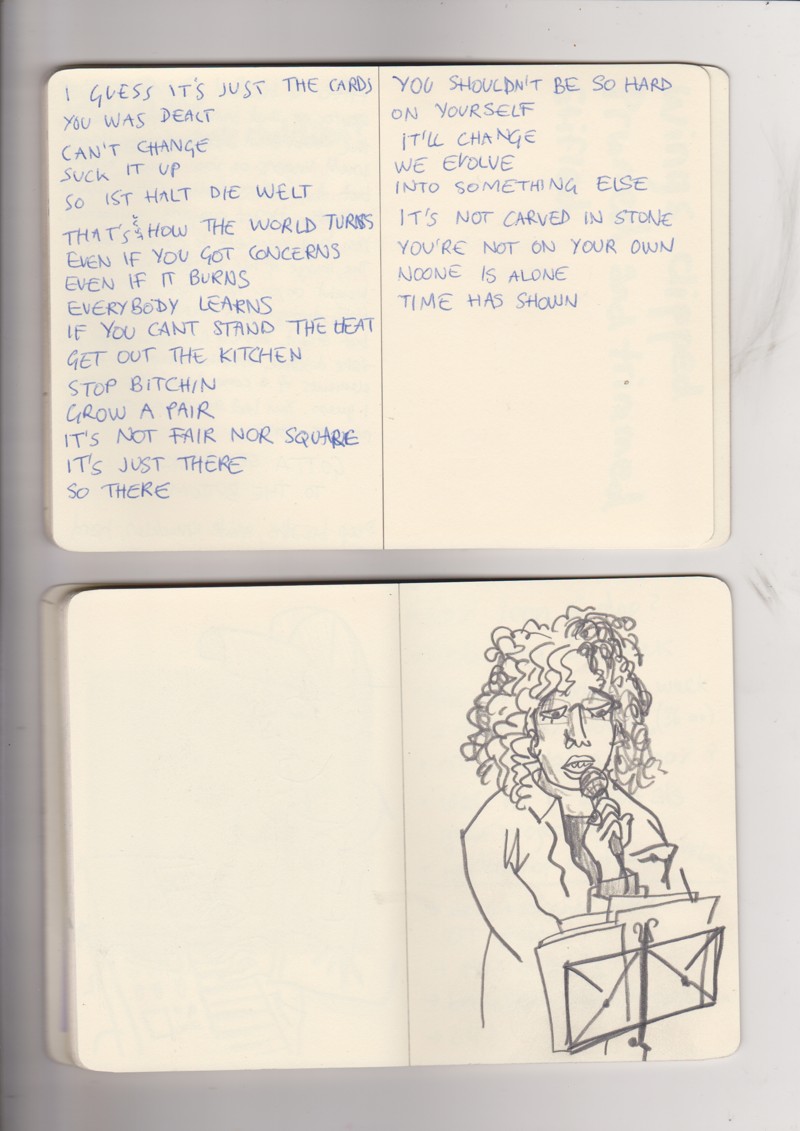 I GUESS IT'S JUST THE CARDS
YOU WAS DEALT
CAN'T CHANGE
SUCK IT UP
SO IST HALT DIE WELT
THAT'S HOW THE WORLD TURNS
EVEN IF YOU GOT CONCERNS
EVEN IF IT BURNS
EVERYBODY LEARNS
IF YOU CANT STAND THE HEAT
GET OUT THE KITCHEN
STOP BITCHIN
GROW A PAIR
IT'S NOT FAIR NOR SQUARE
IT'S JUST THERE
SO THERE
YOU SHOULDN'T BE SO HARD
ON YOURSELF
IT'LL CHANGE
WE EVOLVE
INTO SOMETHING ELSE
IT'S NOT CARVED IN STONE
YOU'RE NOT ON YOUR OWN
NOONE IS ALONE
TIME HAS SHOWN